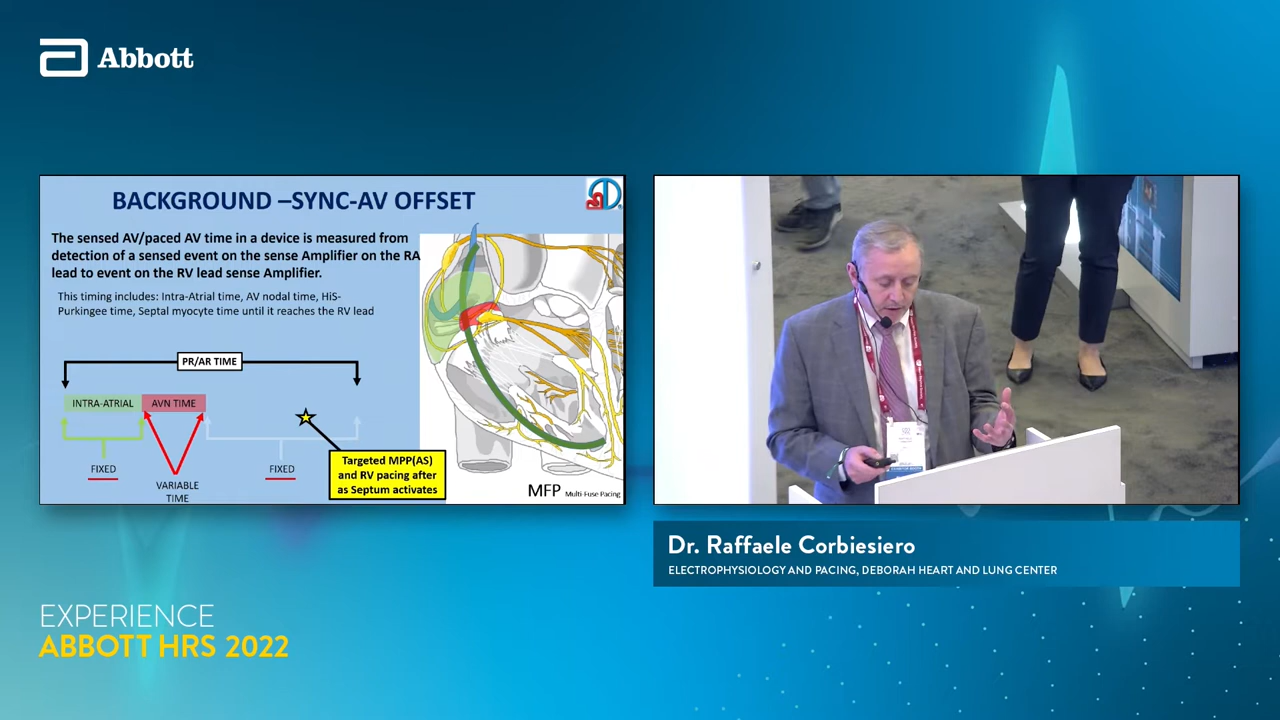 Abbott
BACKGROUND –SYNC-AV OFFSET
The sensed AV/paced AV time in a device is measured from
detection of a sensed event on the sense Amplifier on the RA
lead to event on the RV lead sense Amplifier.
This timing includes: Intra-Atrial time, AV nodal time, HiS-
Purkingee time, Septal myocyte time until it reaches the RV lead
PR/AR TIME
INTRA-ATRIAL
AVN TIME
FIXED
VARIABLE
TIME
FIXED
Targeted MPP(AS)
and RV pacing after
as Septum activates
MFP Multi-Fuse Pacing
Dr. Raffaele Corbiesiero
ELECTROPHYSIOLOGY AND PACING, DEBORAH HEART AND LUNG CENTER
EXPERIENCE
ABBOTT HRS 2022